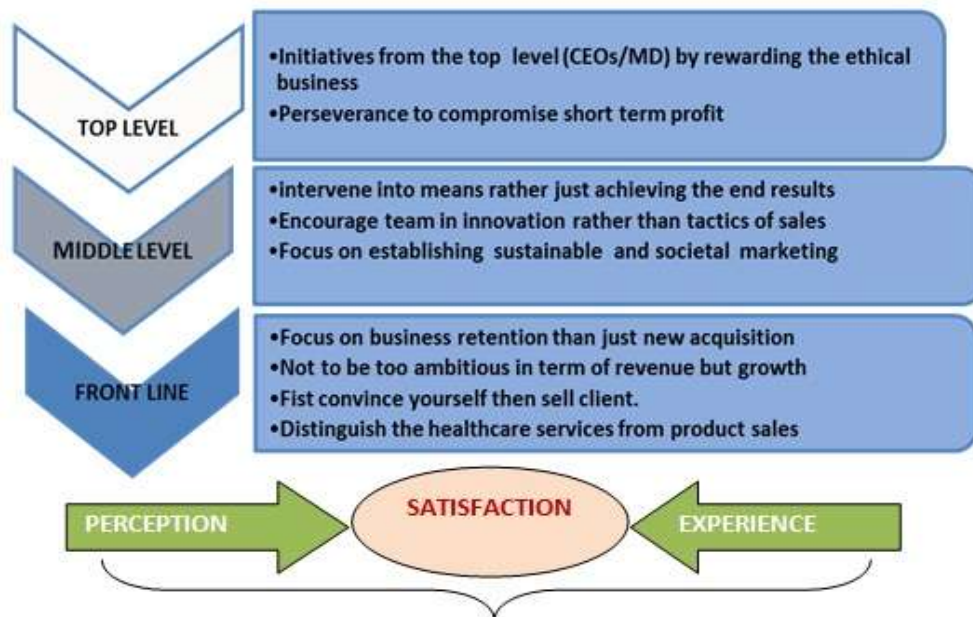 TOP LEVEL
•Initiatives from the top level (CEOs/MD) by rewarding the ethical
business
•Perseverance to compromise short term profit
MIDDLE LEVEL
•intervene into means rather just achieving the end results
•Encourage team in innovation rather than tactics of sales
•Focus on establishing sustainable and societal marketing
FRONT LINE
•Focus on business retention than just new acquisition
•Not to be too ambitious in term of revenue but growth
•Fist convince yourself then sell client.
•Distinguish the healthcare services from product sales
PERCEPTION
SATISFACTION
EXPERIENCE